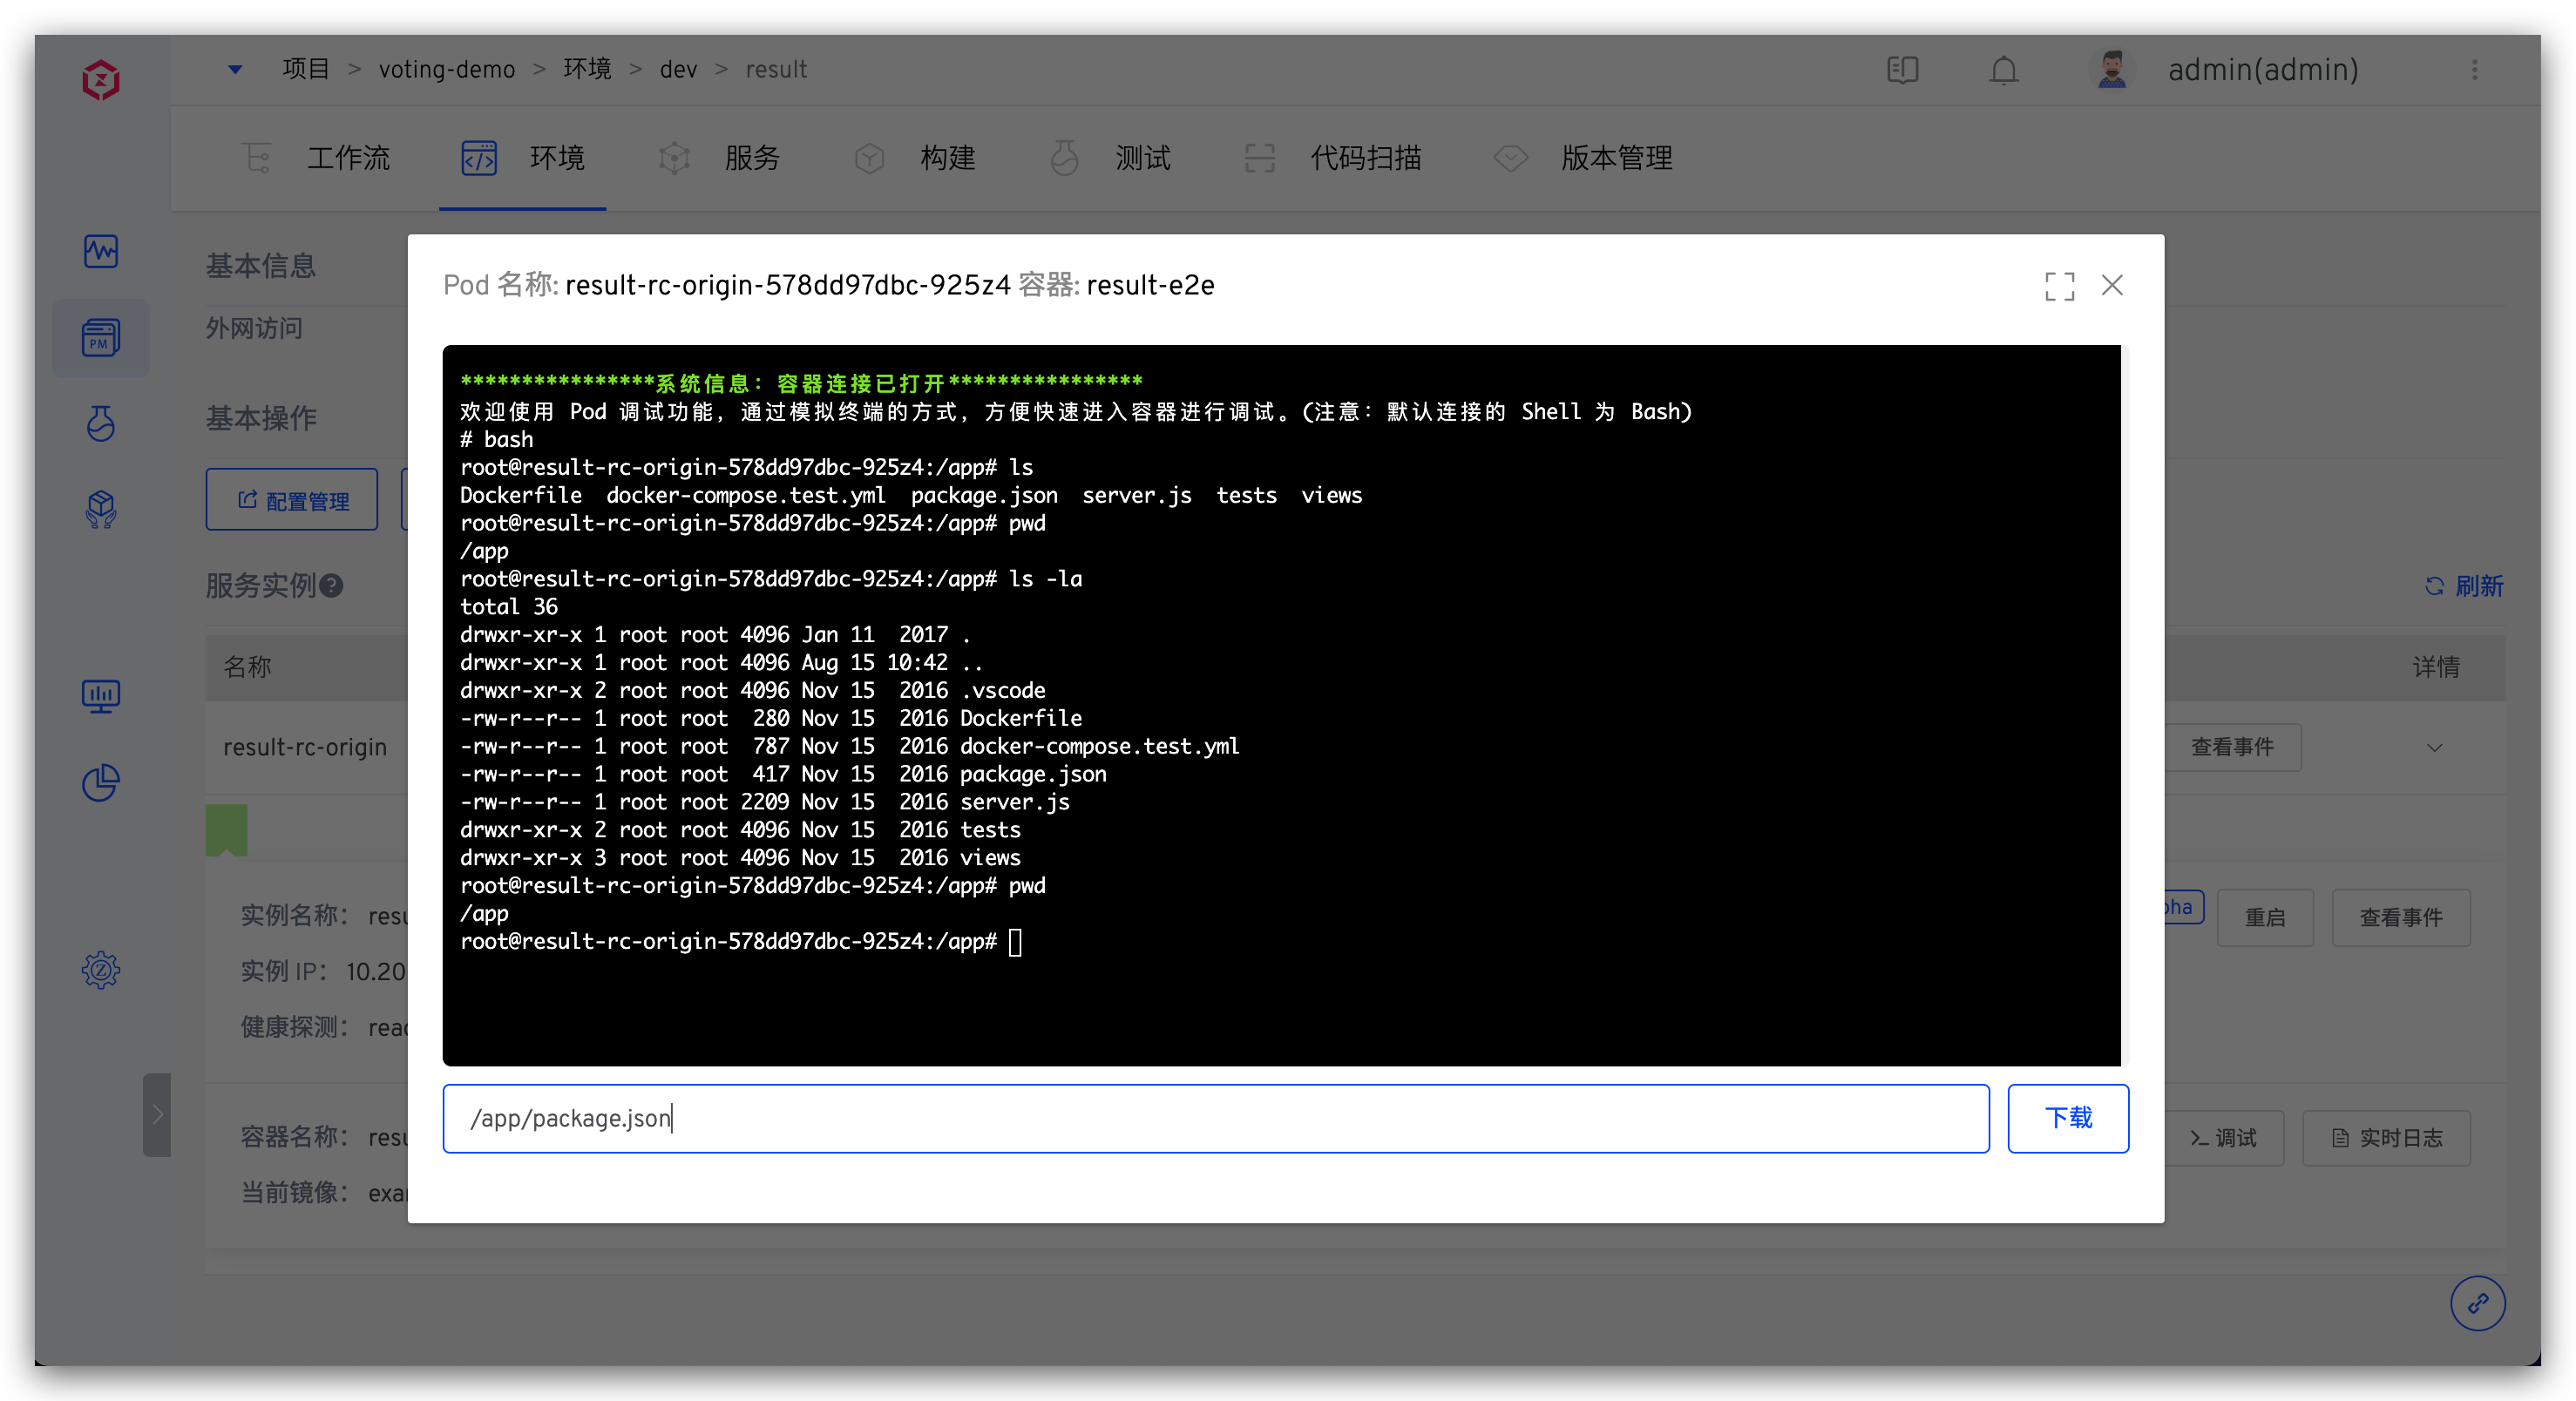 项目 > voting-demo > 环境 > dev > result
admin(admin)
工作流 环境 服务 构建 测试 代码扫描 版本管理
基本信息
外网访问
PM
基本操作
配置管理
服务实例
刷新
名称 详情
result-rc-origin 查看事件
实例名称： resu
pha 重启 查看事件
实例 IP： 10.20
健康探测： reac
容器名称： resu
调试 实时日志
当前镜像： exa
Pod 名称: result-rc-origin-578dd97dbc-925z4 容器: result-e2e
****************系统信息：容器连接已打开****************
欢迎使用 Pod 调试功能，通过模拟终端的方式，方便快速进入容器进行调试。(注意：默认连接的 Shell 为 Bash)
# bash
root@result-rc-origin-578dd97dbc-925z4:/app# ls
Dockerfile  docker-compose.test.yml  package.json  server.js  tests  views
root@result-rc-origin-578dd97dbc-925z4:/app# pwd
/app
root@result-rc-origin-578dd97dbc-925z4:/app# ls -la
total 36
drwxr-xr-x 1 root root 4096 Jan 11  2017 .
drwxr-xr-x 1 root root 4096 Aug 15 10:42 ..
drwxr-xr-x 2 root root 4096 Nov 15  2016 .vscode
-rw-r--r-- 1 root root  280 Nov 15  2016 Dockerfile
-rw-r--r-- 1 root root  787 Nov 15  2016 docker-compose.test.yml
-rw-r--r-- 1 root root  417 Nov 15  2016 package.json
-rw-r--r-- 1 root root 2209 Nov 15  2016 server.js
drwxr-xr-x 2 root root 4096 Nov 15  2016 tests
drwxr-xr-x 3 root root 4096 Nov 15  2016 views
root@result-rc-origin-578dd97dbc-925z4:/app# pwd
/app
root@result-rc-origin-578dd97dbc-925z4:/app#
/app/package.json
下载